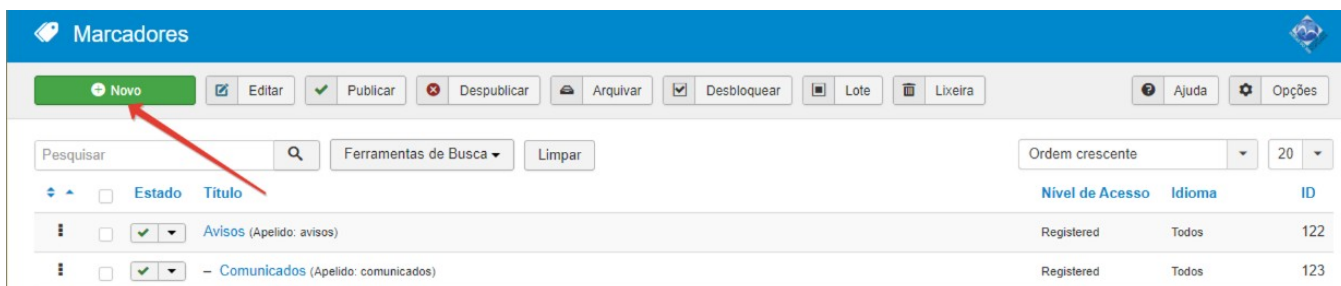 Marcadores
Novo Editar Publicar Despublicar Arquivar Desbloquear Lote Lixeira Ajuda Opções
Pesquisar Ferramentas de Busca Limpar Ordem crescente 20
Estado Título Nível de Acesso Idioma ID
Avisos (Apelido: avisos) Registered Todos 122
– Comunicados (Apelido: comunicados) Registered Todos 123